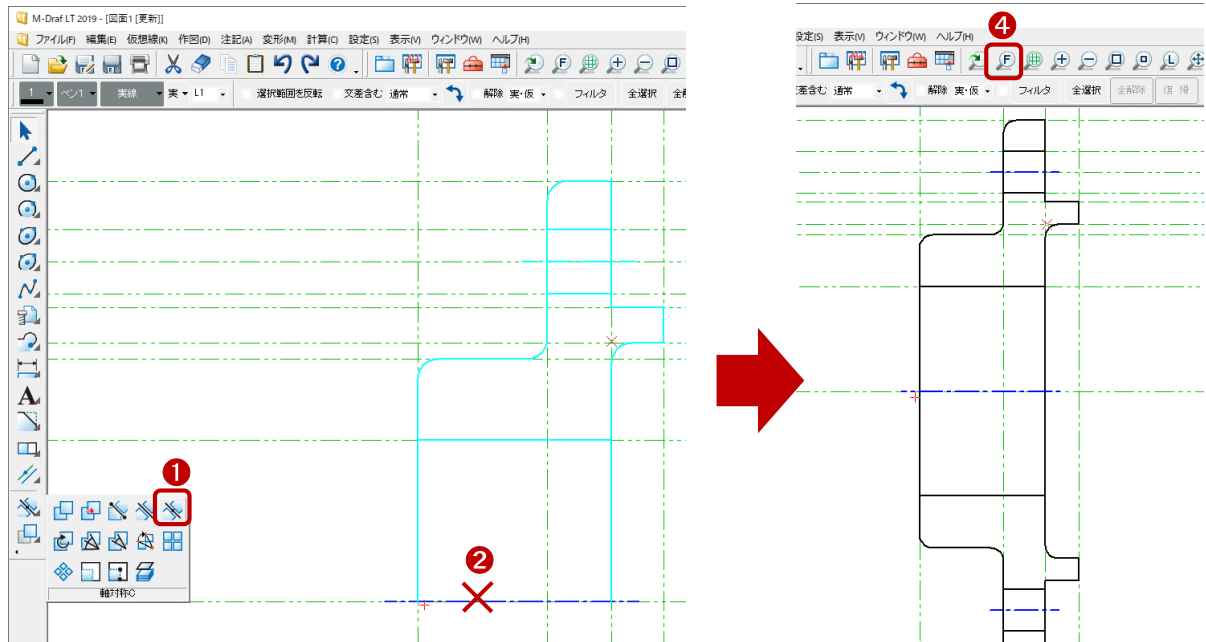 M-Draf LT 2019 - [図面1 [更新]]
ファイル(F) 編集(E) 仮想線(K) 作図(D) 注記(A) 変形(M) 計算(C) 設定(S) 表示(V) ウィンドウ(W) ヘルプ(H)
1 ペン1 実線 実 L1 選択範囲を反転 交差含む 通常 解除 実·仮 フィルタ 全選択 全解
A
1
軸対称C
2
4
設定(S) 表示(V) ウィンドウ(W) ヘルプ(H)
F L
差含む 通常 解除 実·仮 フィルタ 全選択 全解除 復 帰